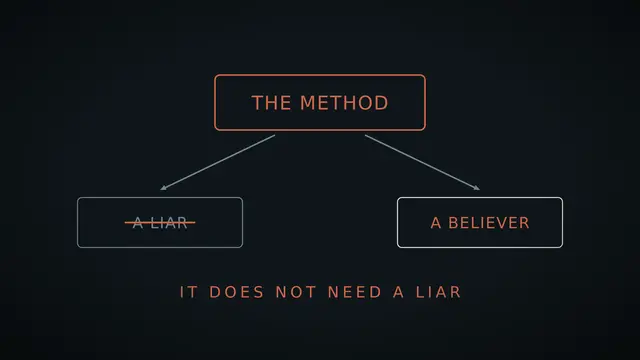 THE METHOD
A LIAR
A BELIEVER
IT DOES NOT NEED A LIAR